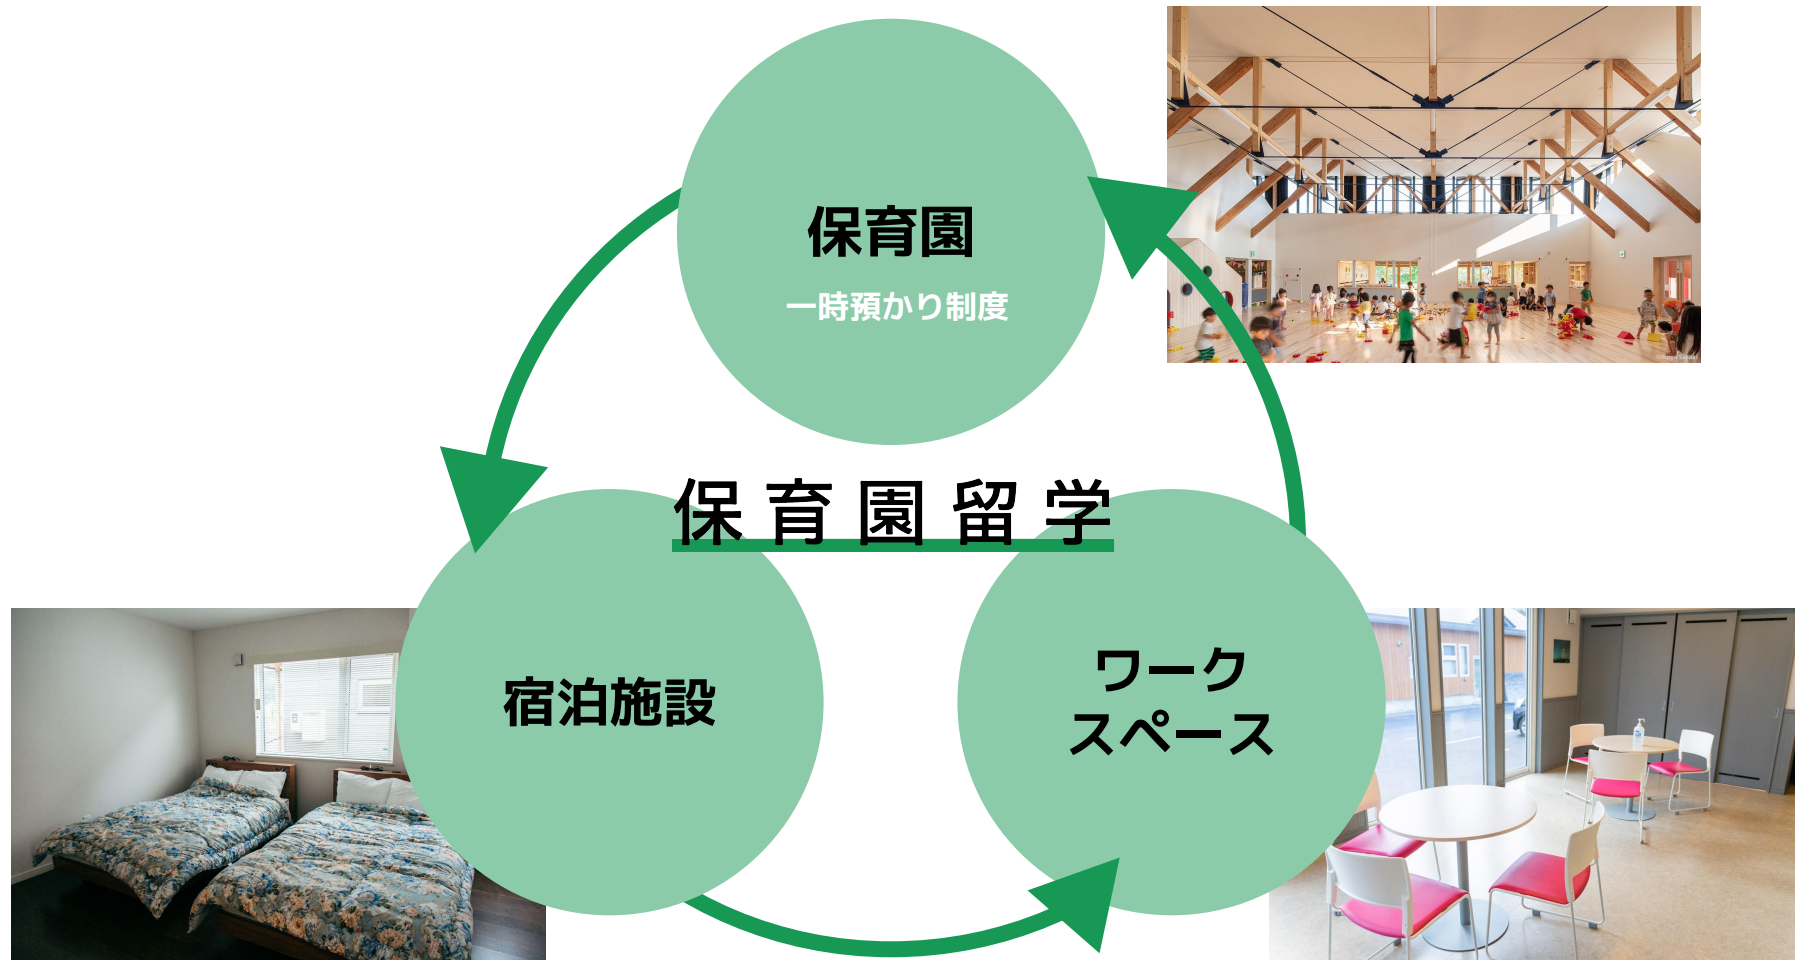 保育園
一時預かり制度
保育園留学
宿泊施設
ワーク
スペース